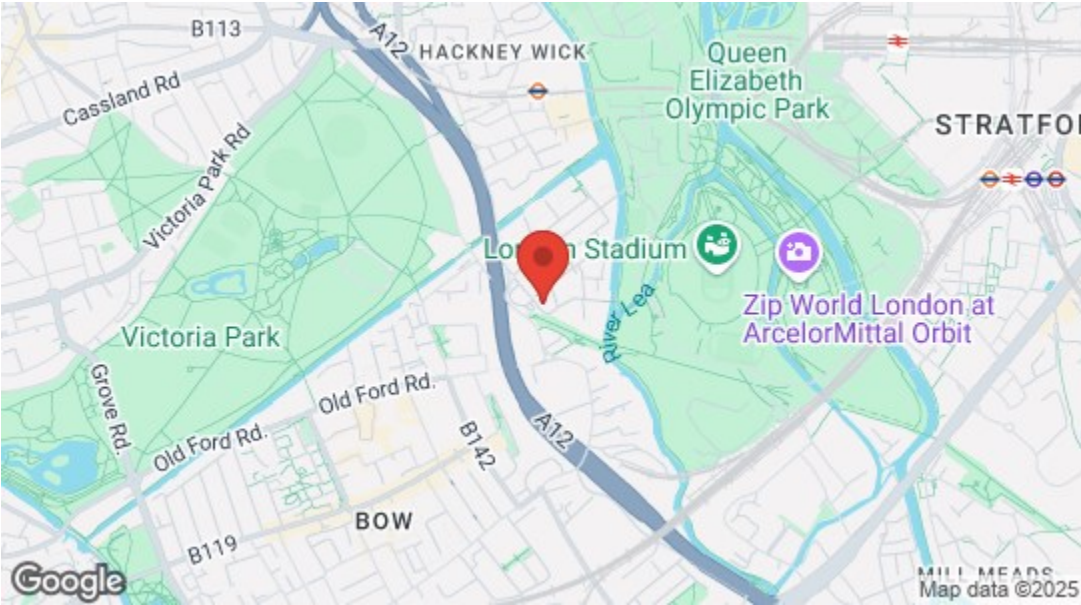 B113
A12
HACKNEY WICK
Queen
Elizabeth
Olympic Park
Cassland Rd
STRATFO
Victoria Park Rd
London Stadium
River Lea
Zip World London at
ArcelorMittal Orbit
Victoria Park
Grove Rd.
Old Ford Rd.
Old Ford Rd.
B142
A12
BOW
B119
MILL MEADS
Google
Map data ©2025